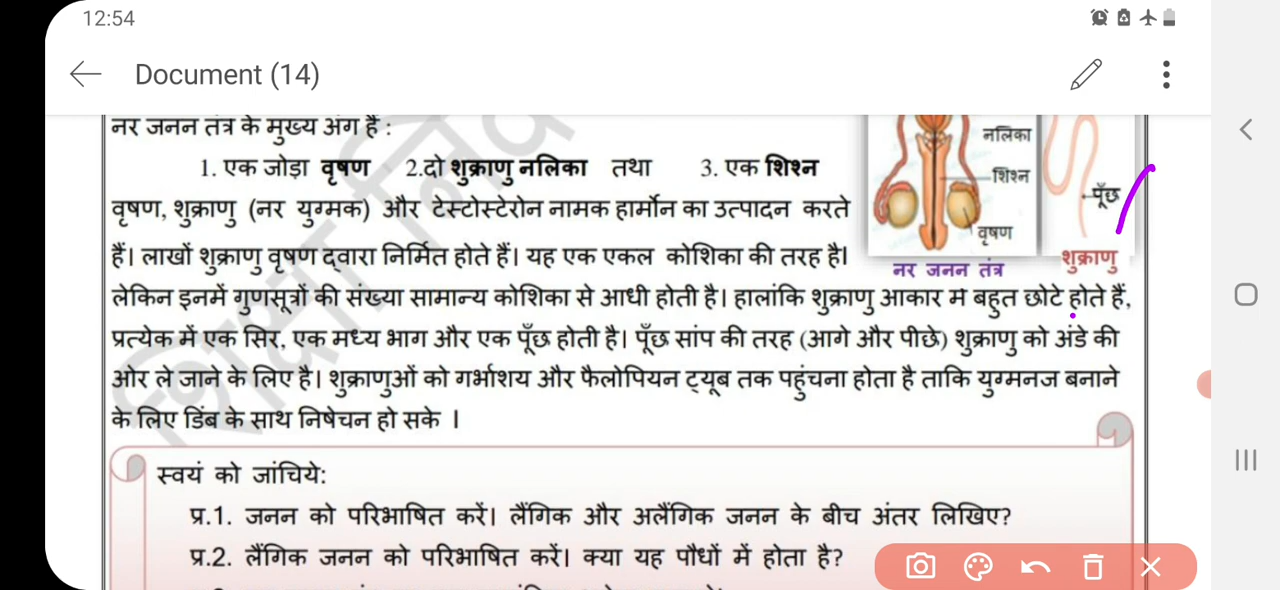 12:54
Document (14)
नर जनन तंत्र के मुख्य अंग हैं :
1. एक जोड़ा वृषण 2.दो शुक्राणु नलिका तथा 3. एक शिश्न
वृषण, शुक्राणु (नर युग्मक) और टेस्टोस्टेरोन नामक हार्मोन का उत्पादन करते
हैं। लाखों शुक्राणु वृषण द्वारा निर्मित होते हैं। यह एक एकल कोशिका की तरह है।
नलिका
शिश्न
वृषण
नर जनन तंत्र
पूँछ
शुक्राणु
लेकिन इनमें गुणसूत्रों की संख्या सामान्य कोशिका से आधी होती है। हालांकि शुक्राणु आकार में बहुत छोटे होते हैं,
प्रत्येक में एक सिर, एक मध्य भाग और एक पूँछ होती है। पूँछ सांप की तरह (आगे और पीछे) शुक्राणु को अंडे की
ओर ले जाने के लिए है। शुक्राणुओं को गर्भाशय और फैलोपियन ट्यूब तक पहुंचना होता है ताकि युग्मनज बनाने
के लिए डिंब के साथ निषेचन हो सके ।
स्वयं को जांचिये:
प्र.1. जनन को परिभाषित करें। लैंगिक और अलैंगिक जनन के बीच अंतर लिखिए?
प्र.2. लैंगिक जनन को परिभाषित करें। क्या यह पौधों में होता है?